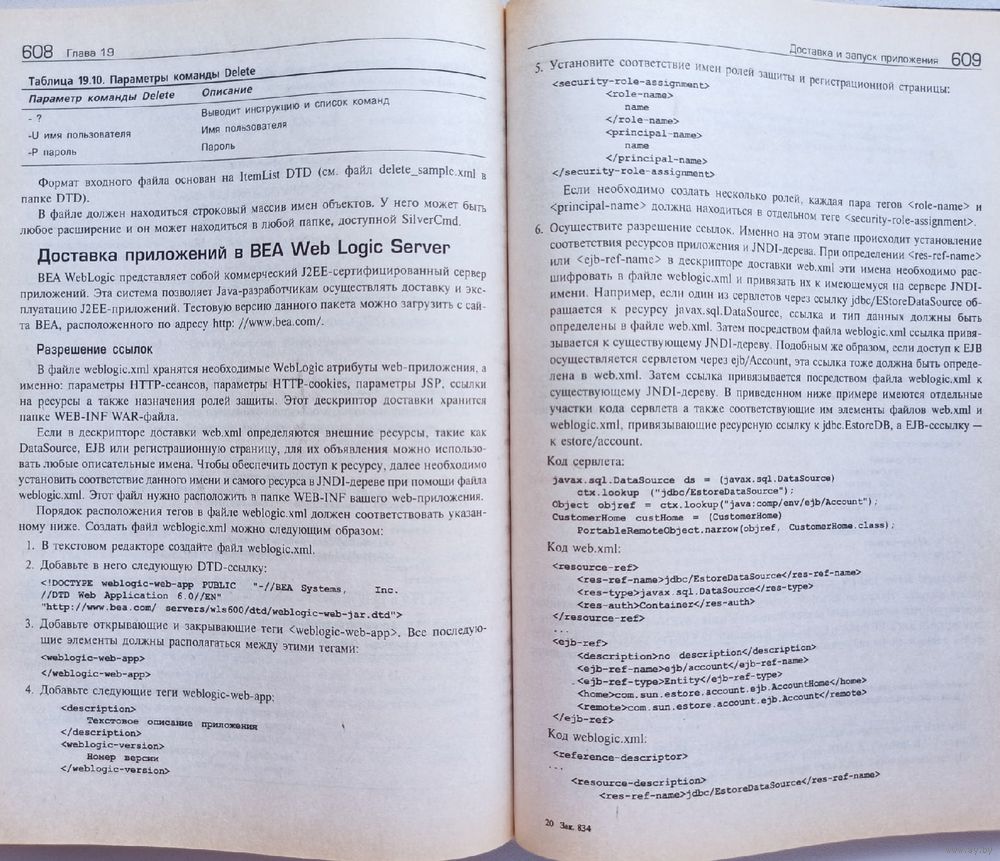 608 Глава 19
Таблица 19.10. Параметры команды Delete
Параметр команды Delete Описание
- ? Выводит инструкцию и список команд
-U имя пользователя Имя пользователя
-P пароль Пароль
Формат входного файла основан на ItemList DTD (см. файл delete_sample.xml в
папке DTD).
В файле должен находиться строковый массив имен объектов. У него может быть
любое расширение и он может находиться в любой папке, доступной SilverCmd.
Доставка приложений в BEA Web Logic Server
BEA WebLogic представляет собой коммерческий J2EE-сертифицированный сервер
приложений. Эта система позволяет Java-разработчикам осуществлять доставку и экс-
плуатацию J2EE-приложений. Тестовую версию данного пакета можно загрузить с сай-
та BEA, расположенного по адресу http: //www.bea.com/.
Разрешение ссылок
В файле weblogic.xml хранятся необходимые WebLogic атрибуты web-приложения, а
именно: параметры HTTP-сеансов, параметры HTTP-cookies, параметры JSP, ссылки
на ресурсы а также назначения ролей защиты. Этот дескриптор доставки хранится
папке WEB-INF WAR-файла.
Если в дескрипторе доставки web.xml определяются внешние ресурсы, такие как
DataSource, EJB или регистрационную страницу, для их объявления можно использо-
вать любые описательные имена. Чтобы обеспечить доступ к ресурсу, далее необходимо
установить соответствие данного имени и самого ресурса в JNDI-дереве при помощи файла
weblogic.xml. Этот файл нужно расположить в папке WEB-INF вашего web-приложения.
Порядок расположения тегов в файле weblogic.xml должен соответствовать указан-
ному ниже. Создать файл weblogic.xml можно следующим образом:
1. В текстовом редакторе создайте файл weblogic.xml.
2. Добавьте в него следующую DTD-ссылку:
<!DOCTYPE weblogic-web-app PUBLIC "-//BEA Systems, Inc.
//DTD Web Application 6.0//EN"
"http://www.bea.com/ servers/wls600/dtd/weblogic-web-jar.dtd">
3. Добавьте открывающие и закрывающие теги <weblogic-web-app>. Все последую-
щие элементы должны располагаться между этими тегами:
<weblogic-web-app>
</weblogic-web-app>
4. Добавьте следующие теги weblogic-web-app:
<description>
Текстовое описание приложения
</description>
<weblogic-version>
Номер версии
</weblogic-version>
Доставка и запуск приложения 609
5. Установите соответствие имен ролей защиты и регистрационной страницы:
<security-role-assignment>
<role-name>
name
</role-name>
<principal-name>
name
</principal-name>
</security-role-assignment>
Если необходимо создать несколько ролей, каждая пара тегов <role-name> и
<principal-name> должна находиться в отдельном теге <security-role-assignment>.
6. Осуществите разрешение ссылок. Именно на этом этапе происходит установление
соответствия ресурсов приложения и JNDI-дерева. При определении <res-ref-name>
или <ejb-ref-name> в дескрипторе доставки web.xml эти имена необходимо рас-
шифровать в файле weblogic.xml и привязать их к имеющемуся на сервере JNDI-
имени. Например, если один из сервлетов через ссылку jdbc/EStoreDataSource об-
ращается к ресурсу javax.sql.DataSource, ссылка и тип данных должны быть
определены в файле web.xml. Затем посредством файла weblogic.xml ссылка привя-
зывается к существующему JNDI-дереву. Подобным же образом, если доступ к EJB
осуществляется сервлетом через ejb/Account, эта ссылка тоже должна быть опреде-
лена в web.xml. Затем ссылка привязывается посредством файла weblogic.xml к
существующему JNDI-дереву. В приведенном ниже примере имеются отдельные
участки кода сервлета а также соответствующие им элементы файлов web.xml и
weblogic.xml, привязывающие ресурсную ссылку к jdbc.EstoreDB, а EJB-сссылку —
к estore/account.
Код сервлета:
javax.sql.DataSource ds = (javax.sql.DataSource)
ctx.lookup ("jdbc/EstoreDataSource");
Object objref = ctx.lookup("java:comp/env/ejb/Account");
CustomerHome custHome = (CustomerHome)
PortableRemoteObject.narrow(objref, CustomerHome.class);
Код web.xml:
<resource-ref>
<res-ref-name>jdbc/EstoreDataSource</res-ref-name>
<res-type>javax.sql.DataSource</res-type>
<res-auth>Container</res-auth>
</resource-ref>
...
<ejb-ref>
<description>no description</description>
<ejb-ref-name>ejb/account</ejb-ref-name>
<ejb-ref-type>Entity</ejb-ref-type>
<home>com.sun.estore.account.ejb.AccountHome</home>
<remote>com.sun.estore.account.ejb.Account</remote>
</ejb-ref>
Код weblogic.xml:
<reference-descriptor>
...
<resource-description>
<res-ref-name>jdbc/EstoreDataSource</res-ref-name>
20 Зак. 834